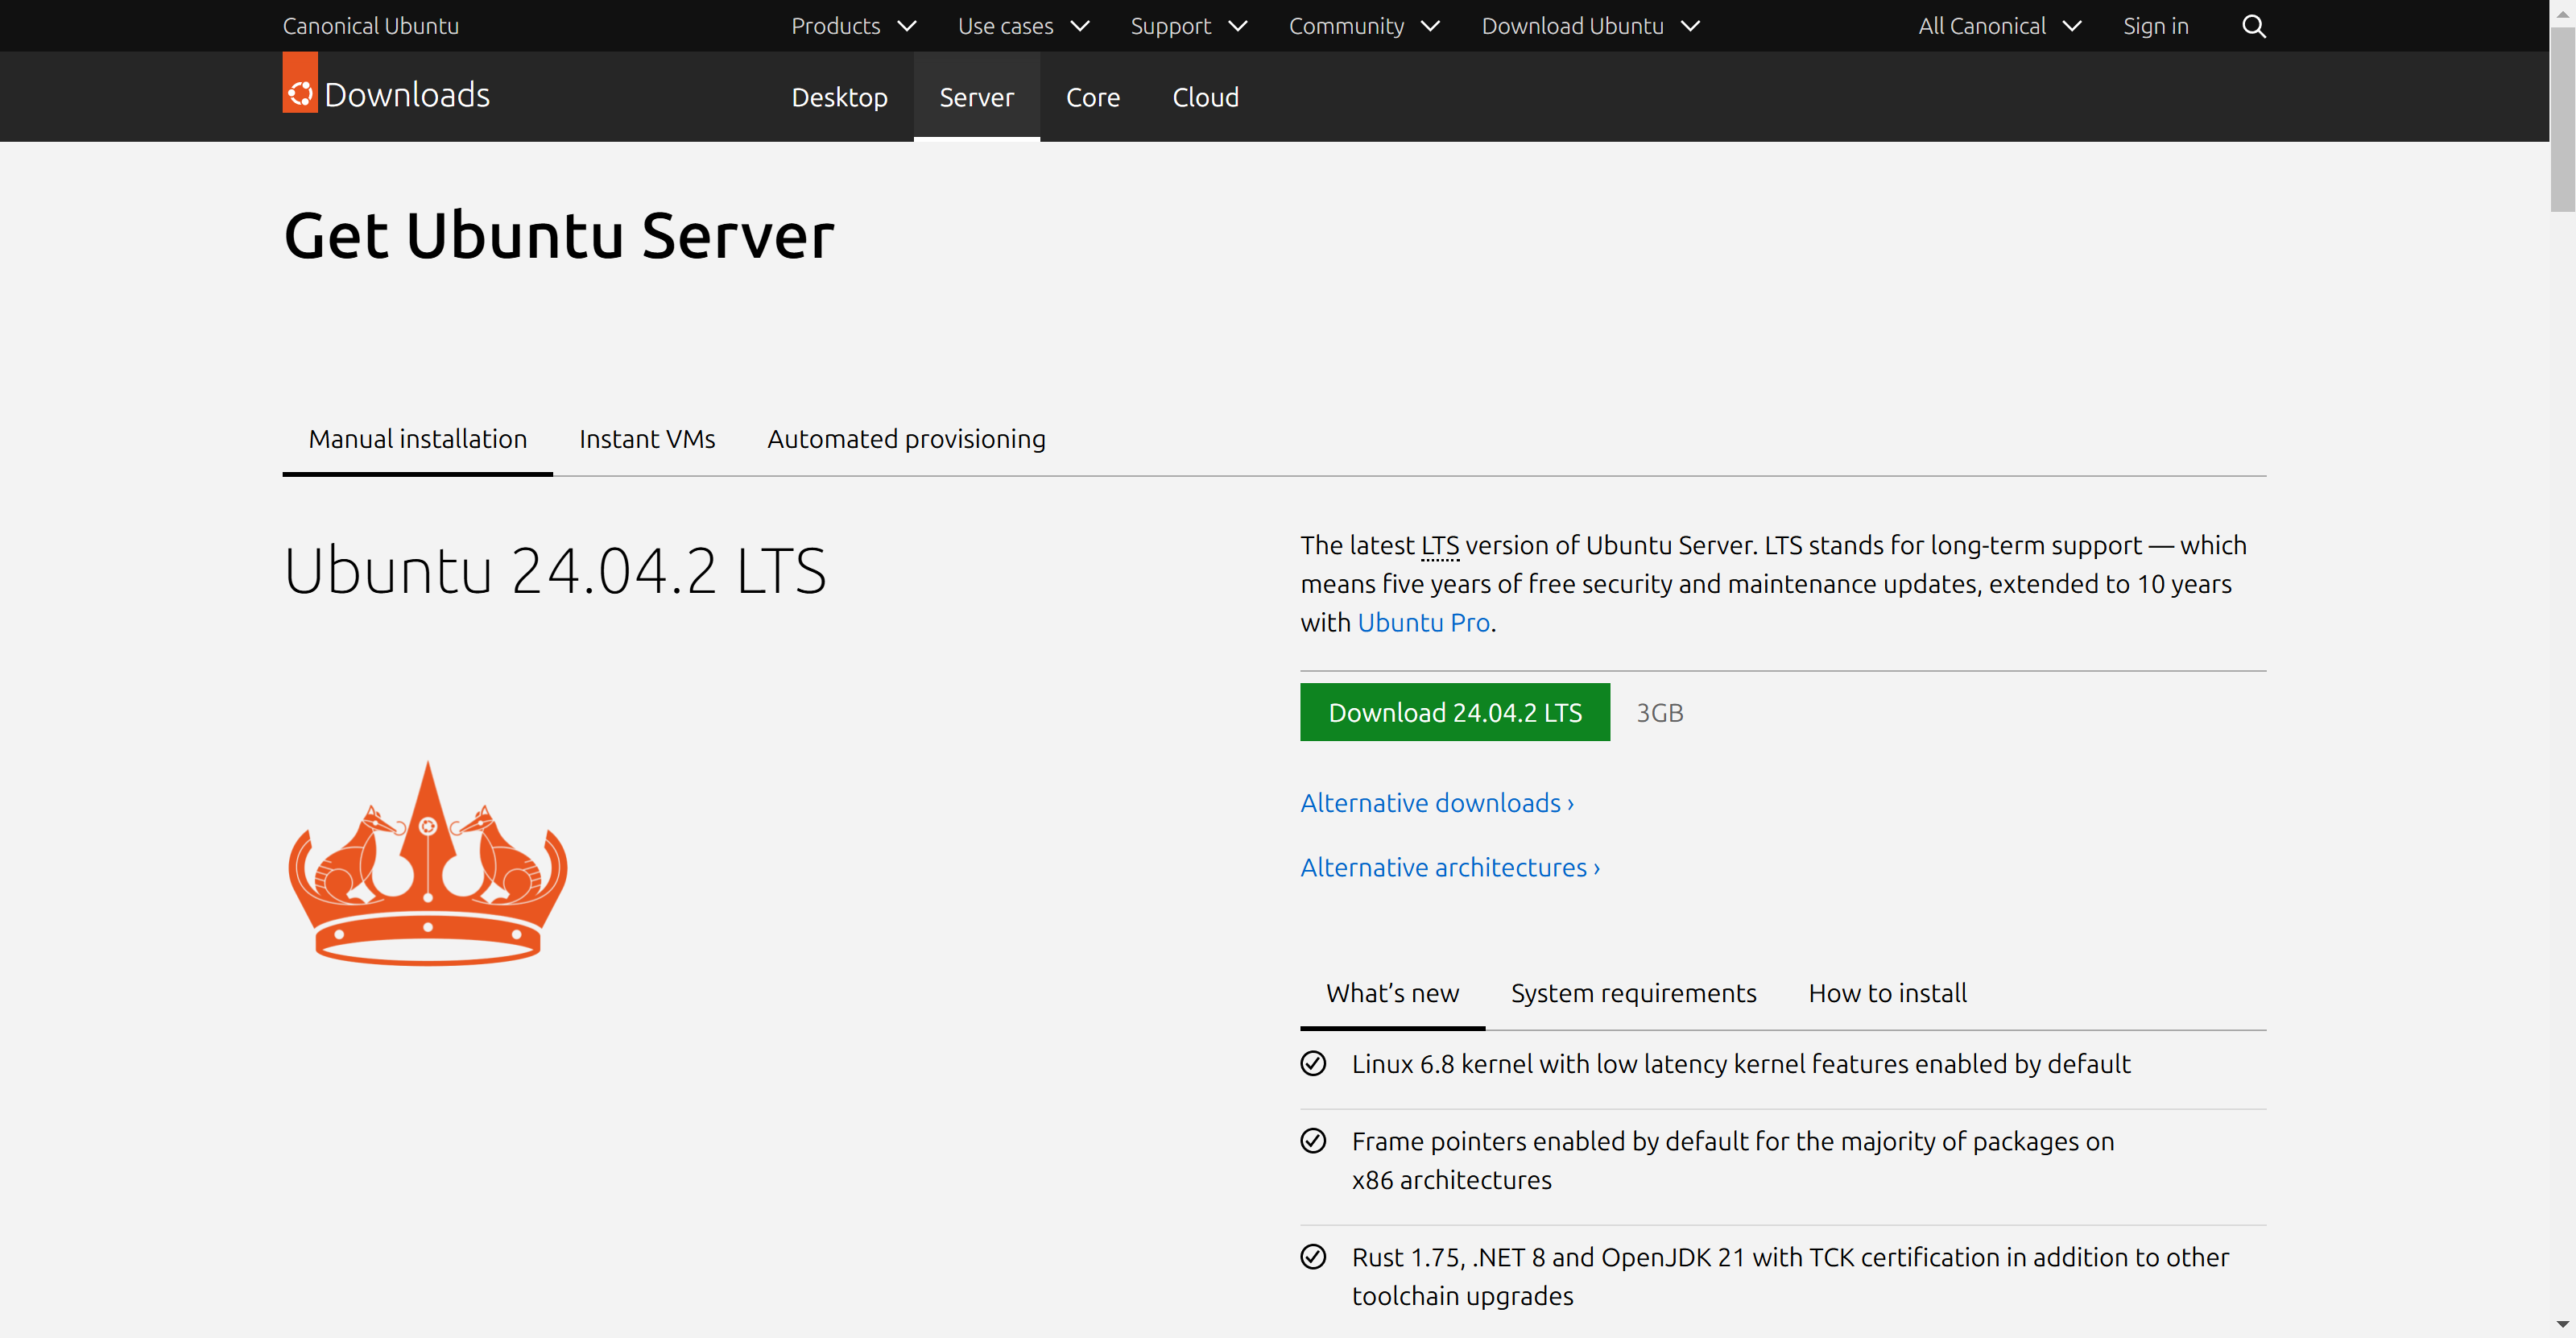 Canonical Ubuntu
Products
Use cases
Support
Community
Download Ubuntu
All Canonical
Sign in
Downloads
Desktop
Server
Core
Cloud
Get Ubuntu Server
Manual installation
Instant VMs
Automated provisioning
Ubuntu 24.04.2 LTS
The latest LTS version of Ubuntu Server. LTS stands for long-term support — which
means five years of free security and maintenance updates, extended to 10 years
with Ubuntu Pro.
Download 24.04.2 LTS
3GB
Alternative downloads ›
Alternative architectures ›
What’s new
System requirements
How to install
Linux 6.8 kernel with low latency kernel features enabled by default
Frame pointers enabled by default for the majority of packages on
x86 architectures
Rust 1.75, .NET 8 and OpenJDK 21 with TCK certification in addition to other
toolchain upgrades